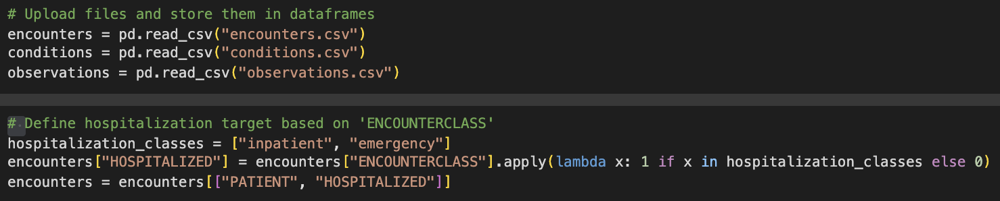 # Upload files and store them in dataframes
encounters = pd.read_csv("encounters.csv")
conditions = pd.read_csv("conditions.csv")
observations = pd.read_csv("observations.csv")
# Define hospitalization target based on 'ENCOUNTERCLASS'
hospitalization_classes = ["inpatient", "emergency"]
encounters["HOSPITALIZED"] = encounters["ENCOUNTERCLASS"].apply(lambda x: 1 if x in hospitalization_classes else 0)
encounters = encounters[["PATIENT", "HOSPITALIZED"]]